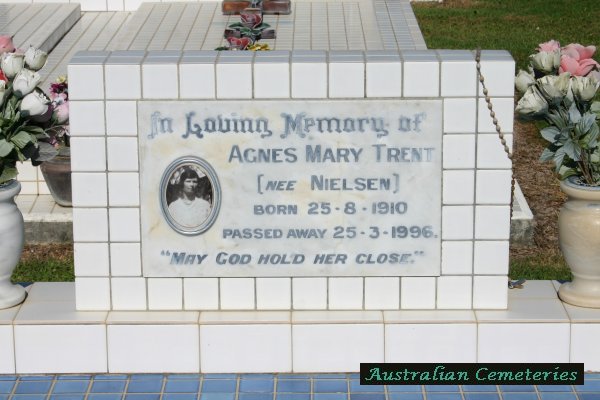 In Loving Memory of
AGNES MARY TRENT
(NEE NIELSEN)
BORN 25-8-1910
PASSED AWAY 25-3-1996.
"MAY GOD HOLD HER CLOSE."
Australian Cemeteries